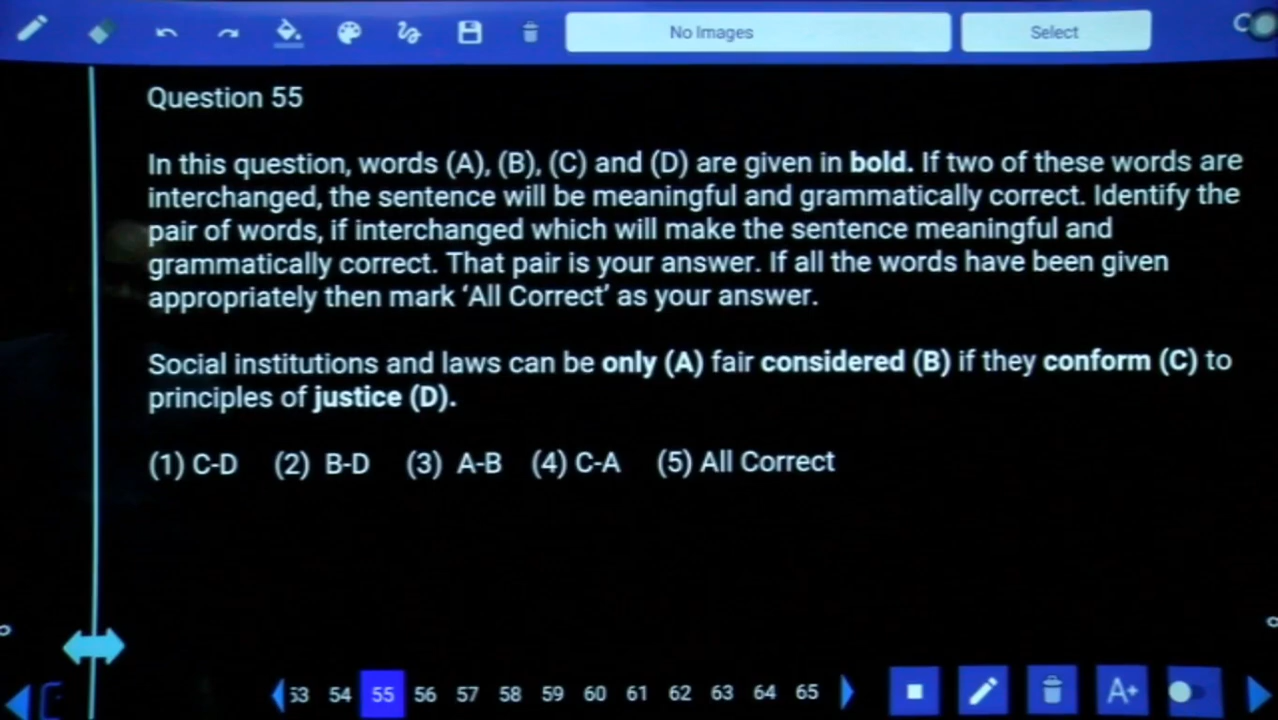 No Images
Select
Question 55
In this question, words (A), (B), (C) and (D) are given in bold. If two of these words are
interchanged, the sentence will be meaningful and grammatically correct. Identify the
pair of words, if interchanged which will make the sentence meaningful and
grammatically correct. That pair is your answer. If all the words have been given
appropriately then mark ‘All Correct’ as your answer.
Social institutions and laws can be only (A) fair considered (B) if they conform (C) to
principles of justice (D).
(1) C-D (2) B-D (3) A-B (4) C-A (5) All Correct
53 54 55 56 57 58 59 60 61 62 63 64 65
A+